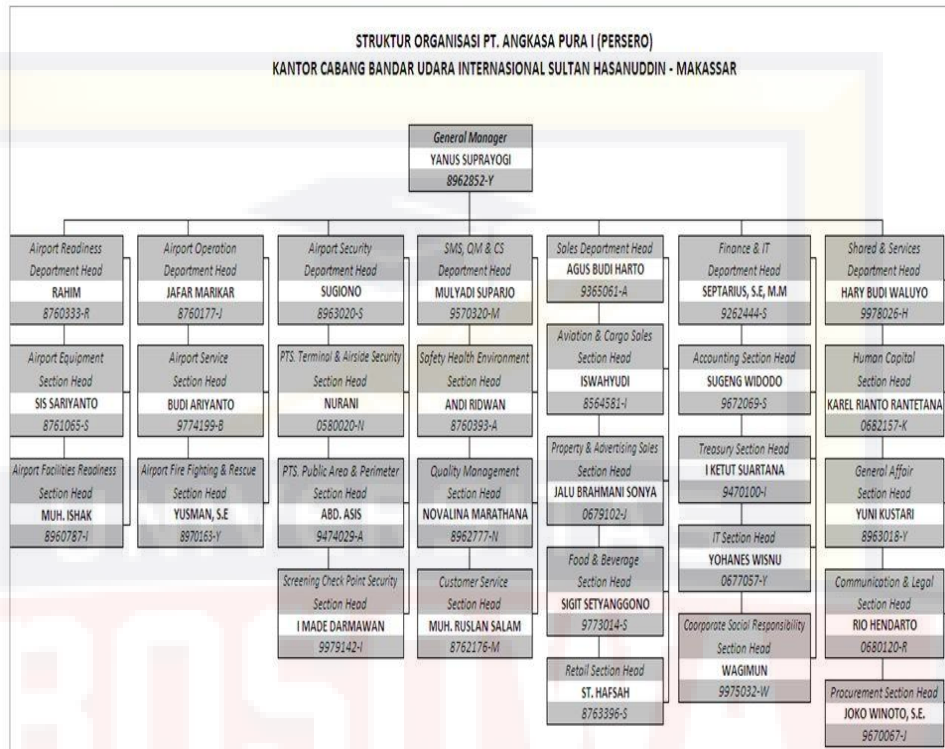 STRUKTUR ORGANISASI PT. ANGKASA PURA I (PERSERO)
KANTOR CABANG BANDAR UDARA INTERNASIONAL SULTAN HASANUDDIN - MAKASSAR
General Manager
YANUS SUPRAYOGI
8962852-Y
Airport Readiness
Department Head
RAHIM
8760333-R
Airport Equipment
Section Head
SIS SARIYANTO
8761065-S
Airport Facilities Readiness
Section Head
MUH. ISHAK
8960787-I
Airport Operation
Department Head
JAFAR MARIKAR
8760177-J
Airport Service
Section Head
BUDI ARIYANTO
9774199-B
Airport Fire Fighting & Rescue
Section Head
YUSMAN, S.E
8970163-Y
Airport Security
Department Head
SUGIONO
8963020-S
PTS. Terminal & Airside Security
NURANI
0580020-N
PTS. Public Area & Perimeter
ABD. ASIS
9474029-A
Screening Check Point Security
Section Head
I MADE DARMAWAN
9979142-I
SMS, QM & CS
Department Head
MULYADI SUPARJO
9570320-M
Safety Health Environment
Section Head
ANDI RIDWAN
8760393-A
Quality Management
Section Head
NOVALINA MARATHANA
8962777-N
Customer Service
Section Head
MUH. RUSLAN SALAM
8762176-M
Sales Department Head
AGUS BUDI HARTO
9365061-A
Aviation & Cargo Sales
Section Head
ISWAHYUDI
8564581-I
Property & Advertising Sales
Section Head
JALU BRAHMANI SONYA
0679102-J
Food & Beverage
Section Head
SIGIT SETYANGGONO
9773014-S
Retail Section Head
ST. HAFSAH
8763396-S
Finance & IT
Department Head
SEPTARIUS, S.E, M.M
9262444-S
Accounting Section Head
SUGENG WIDODO
9672069-S
Treasury Section Head
I KETUT SUARTANA
9470100-I
IT Section Head
YOHANES WISNU
0677057-Y
Coorporate Social Responsibility
Section Head
WAGIMUN
9975032-W
Shared & Services
Department Head
HARY BUDI WALUYO
9978026-H
Human Capital
Section Head
KAREL RIANTO RANTETANA
0682157-K
General Affair
Section Head
YUNI KUSTARI
8963018-Y
Communication & Legal
Section Head
RIO HENDARTO
0680120-R
Procurement Section Head
JOKO WINOTO, S.E.
9670067-J